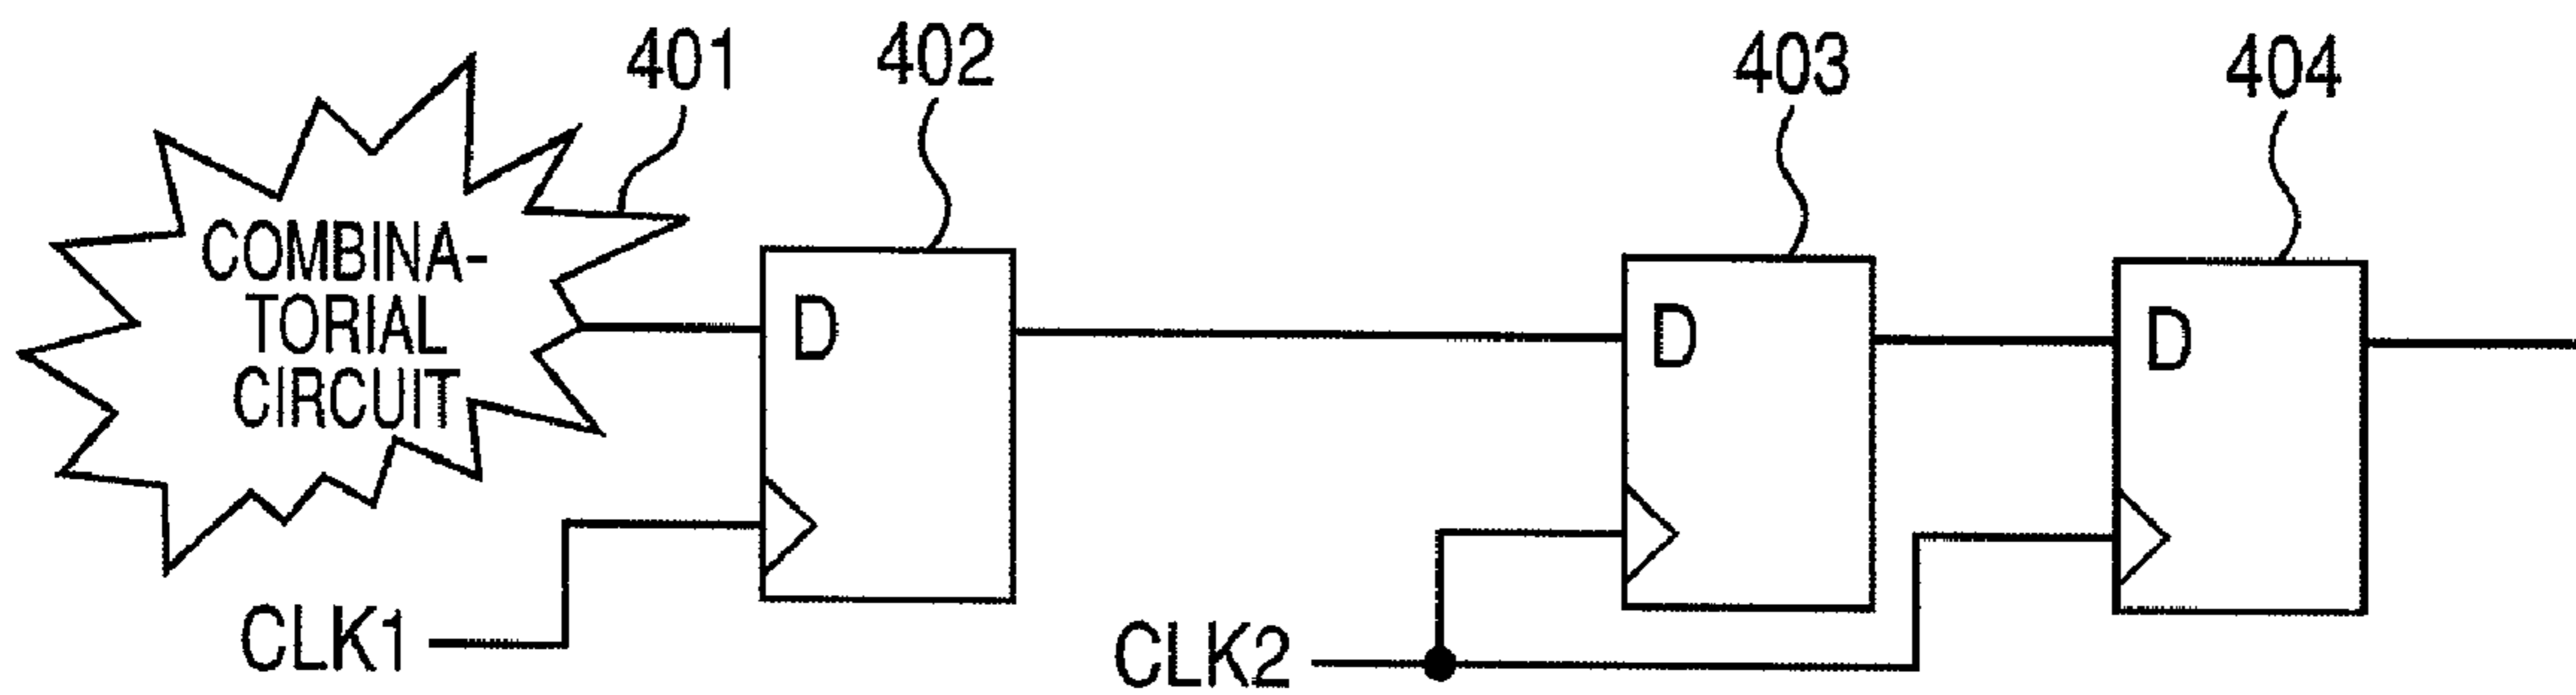 401
402
403
404
COMBINA-
TORIAL
CIRCUIT
D
D
D
CLK1
CLK2